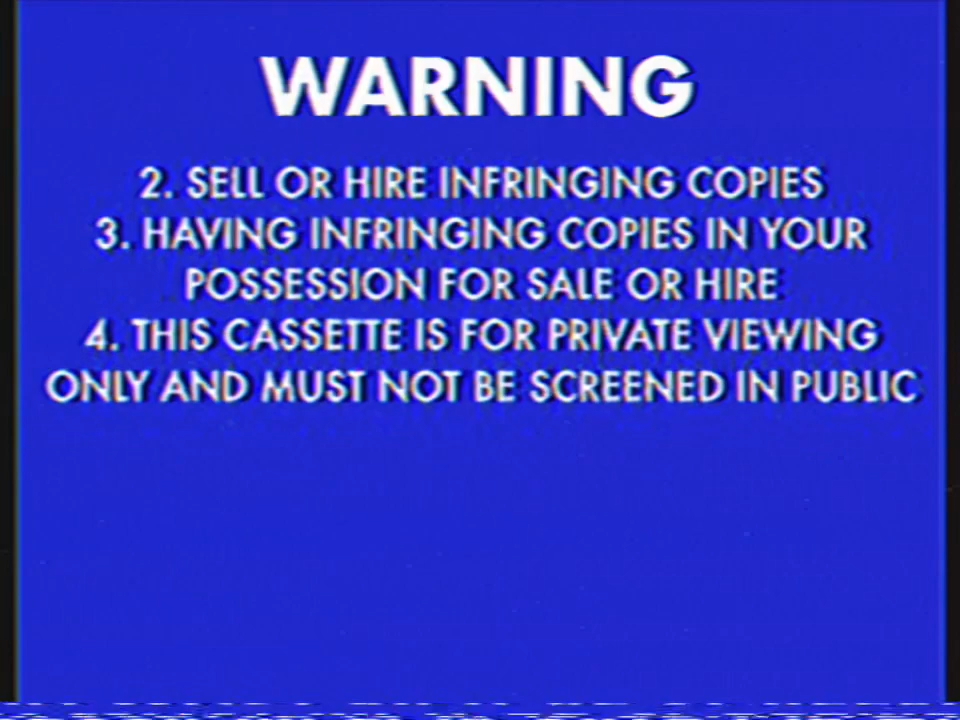 WARNING
2. SELL OR HIRE INFRINGING COPIES
3. HAVING INFRINGING COPIES IN YOUR
POSSESSION FOR SALE OR HIRE
4. THIS CASSETTE IS FOR PRIVATE VIEWING
ONLY AND MUST NOT BE SCREENED IN PUBLIC